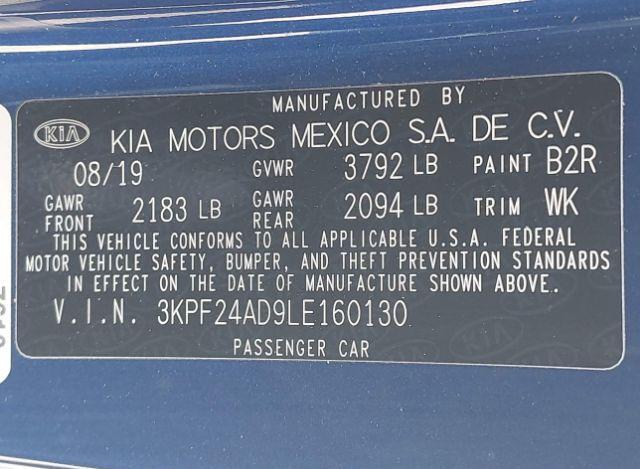 MANUFACTURED BY
KIA KIA MOTORS MEXICO S.A. DE C.V.
08/19 GVWR 3792 LB PAINT B2R
GAWR FRONT 2183 LB GAWR REAR 2094 LB TRIM WK
THIS VEHICLE CONFORMS TO ALL APPLICABLE U.S.A. FEDERAL
MOTOR VEHICLE SAFETY, BUMPER, AND THEFT PREVENTION STANDARDS
IN EFFECT ON THE DATE OF MANUFACTURE SHOWN ABOVE.
V.I.N. 3KPF24AD9LE160130
PASSENGER CAR